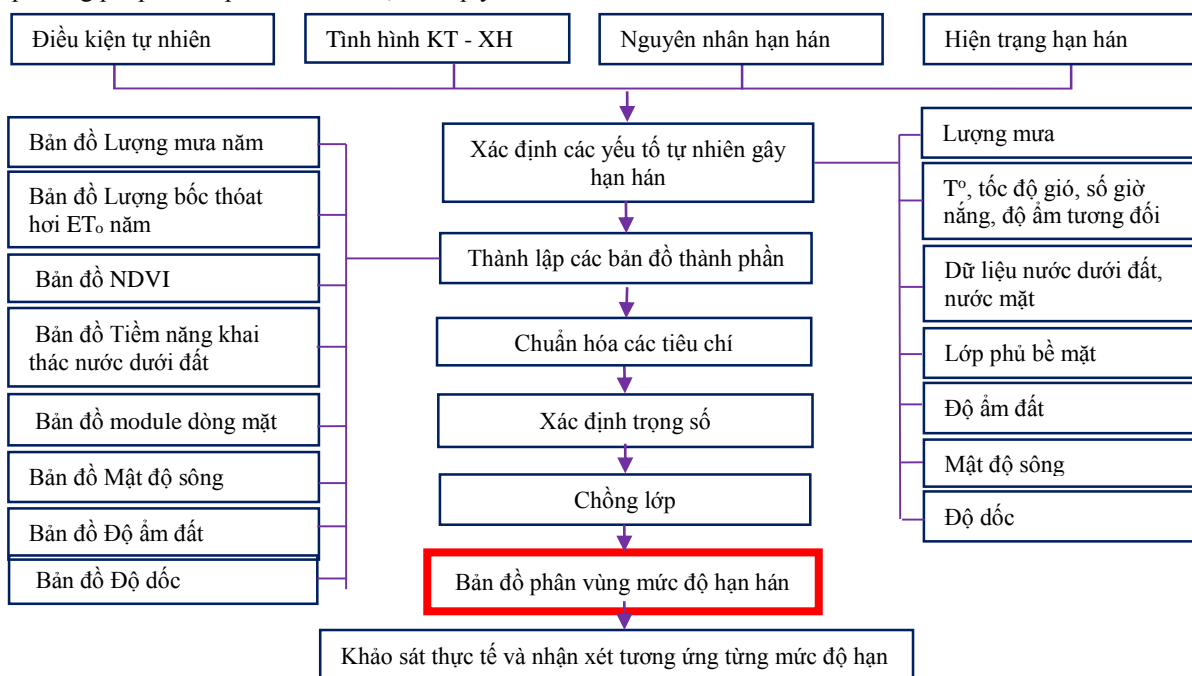 Điều kiện tự nhiên
Tình hình KT - XH
Nguyên nhân hạn hán
Hiện trạng hạn hán
Bản đồ Lượng mưa năm
Bản đồ Lượng bốc thóat
hơi ETₒ năm
Bản đồ NDVI
Bản đồ Tiềm năng khai
thác nước dưới đất
Bản đồ module dòng mặt
Bản đồ Mật độ sông
Bản đồ Độ ẩm đất
Bản đồ Độ dốc
Xác định các yếu tố tự nhiên gây
hạn hán
Thành lập các bản đồ thành phần
Chuẩn hóa các tiêu chí
Xác định trọng số
Chồng lớp
Bản đồ phân vùng mức độ hạn hán
Khảo sát thực tế và nhận xét tương ứng từng mức độ hạn
Lượng mưa
Tº, tốc độ gió, số giờ
nắng, độ ẩm tương đối
Dữ liệu nước dưới đất,
nước mặt
Lớp phủ bề mặt
Độ ẩm đất
Mật độ sông
Độ dốc